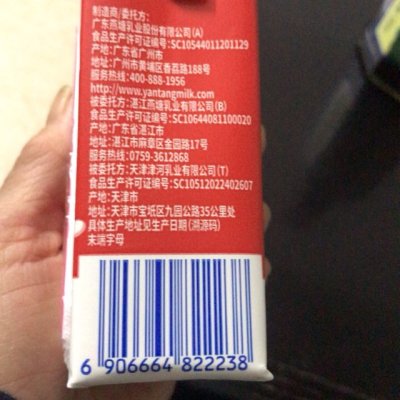 制造商/委托方:
广东燕塘乳业股份有限公司(A)
食品生产许可证编号:SC10544011201129
产地:广东省广州市
地址:广州市黄埔区香荔路188号
服务热线:400-888-1956
http://www.yantangmilk.com
被委托方:湛江燕塘乳业有限公司(B)
食品生产许可证编号:SC10644081100020
产地:广东省湛江市
地址:湛江市麻章区金园路17号
服务热线:0759-3612868
被委托方:天津津河乳业有限公司(T)
食品生产许可证编号:SC10512022402607
产地:天津市
地址:天津市宝坻区九园公路35公里处
具体生产地址见生产日期(溯源码)
末端字母
6 906664 822238